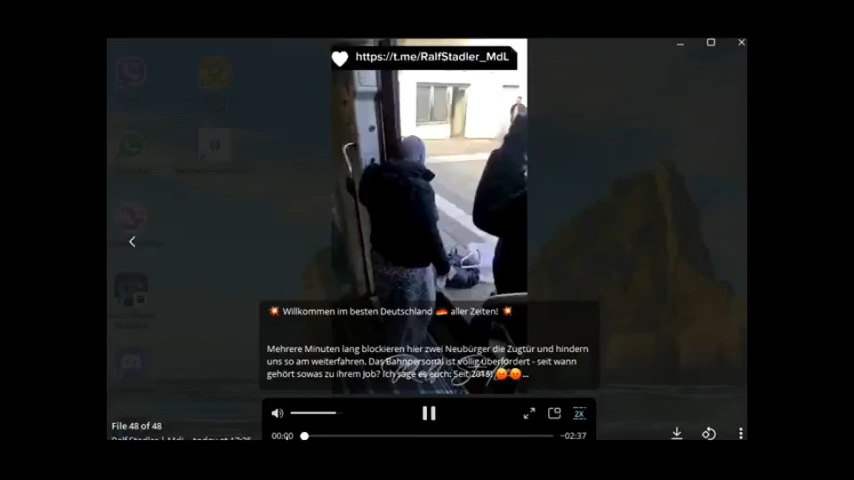 https://t.me/RalfStadler_MdL
💥 Willkommen im besten Deutschland 🇩🇪 aller Zeiten! 💥
Mehrere Minuten lang blockieren hier zwei Neubürger die Zugtür und hindern
uns so am weiterfahren. Das Bahnpersonal ist völlig überfordert - seit wann
gehört sowas zu ihrem Job? Ich sage es euch: Seit 2015! 😡😡...
2X
File 48 of 48
00:00
−02:37